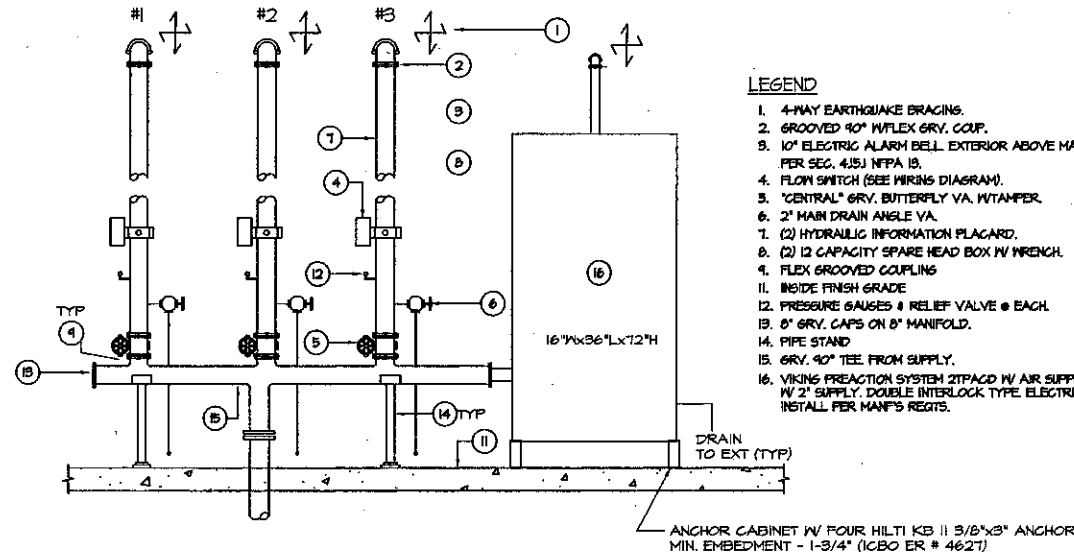 #1
#2
#3
1
2
3
7
8
4
12
6
TYP
9
5
13
15
14 TYP
11
16
16"Wx36"Lx72"H
DRAIN
TO EXT (TYP)
ANCHOR CABINET W/ FOUR HILTI KB II 3/8"x3" ANCHOR
MIN. EMBEDMENT - 1-3/4" (ICBO ER # 4627)
LEGEND
1. 4-WAY EARTHQUAKE BRACING.
2. GROOVED 90° W/FLEX GRV. COUP.
3. 10" ELECTRIC ALARM BELL EXTERIOR ABOVE
PER SEC. 4.15.1 NFPA 13.
4. FLOW SWITCH (SEE WIRING DIAGRAM).
5. "CENTRAL" GRV. BUTTERFLY VA. W/TAMPER.
6. 2" MAIN DRAIN ANGLE VA.
7. (2) HYDRAULIC INFORMATION PLACARD.
8. (2) 12 CAPACITY SPARE HEAD BOX W/ WRENCH.
9. FLEX GROOVED COUPLING
11. INSIDE FINISH GRADE
12. PRESSURE GAUGES & RELIEF VALVE @ EACH.
13. 8" GRV. CAPS ON 8" MANIFOLD.
14. PIPE STAND
15. GRV. 90° TEE. FROM SUPPLY.
16. VIKING PREACTION SYSTEM 2TPACD W/ AIR
W/ 2" SUPPLY. DOUBLE INTERLOCK TYPE.
INSTALL PER MANF'S REQTS.